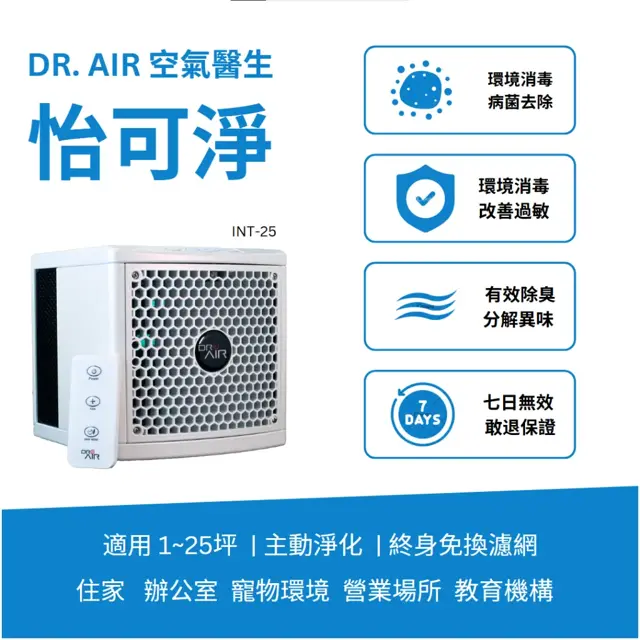 DR. AIR 空氣醫生
怡可淨
INT-25
環境消毒
病菌去除
環境消毒
改善過敏
有效除臭
分解異味
7
DAYS
七日無效
敢退保證
DR AIR
Power
DR AIR
適用 1~25坪 | 主動淨化 | 終身免換濾網
住家 辦公室 寵物環境 營業場所 教育機構